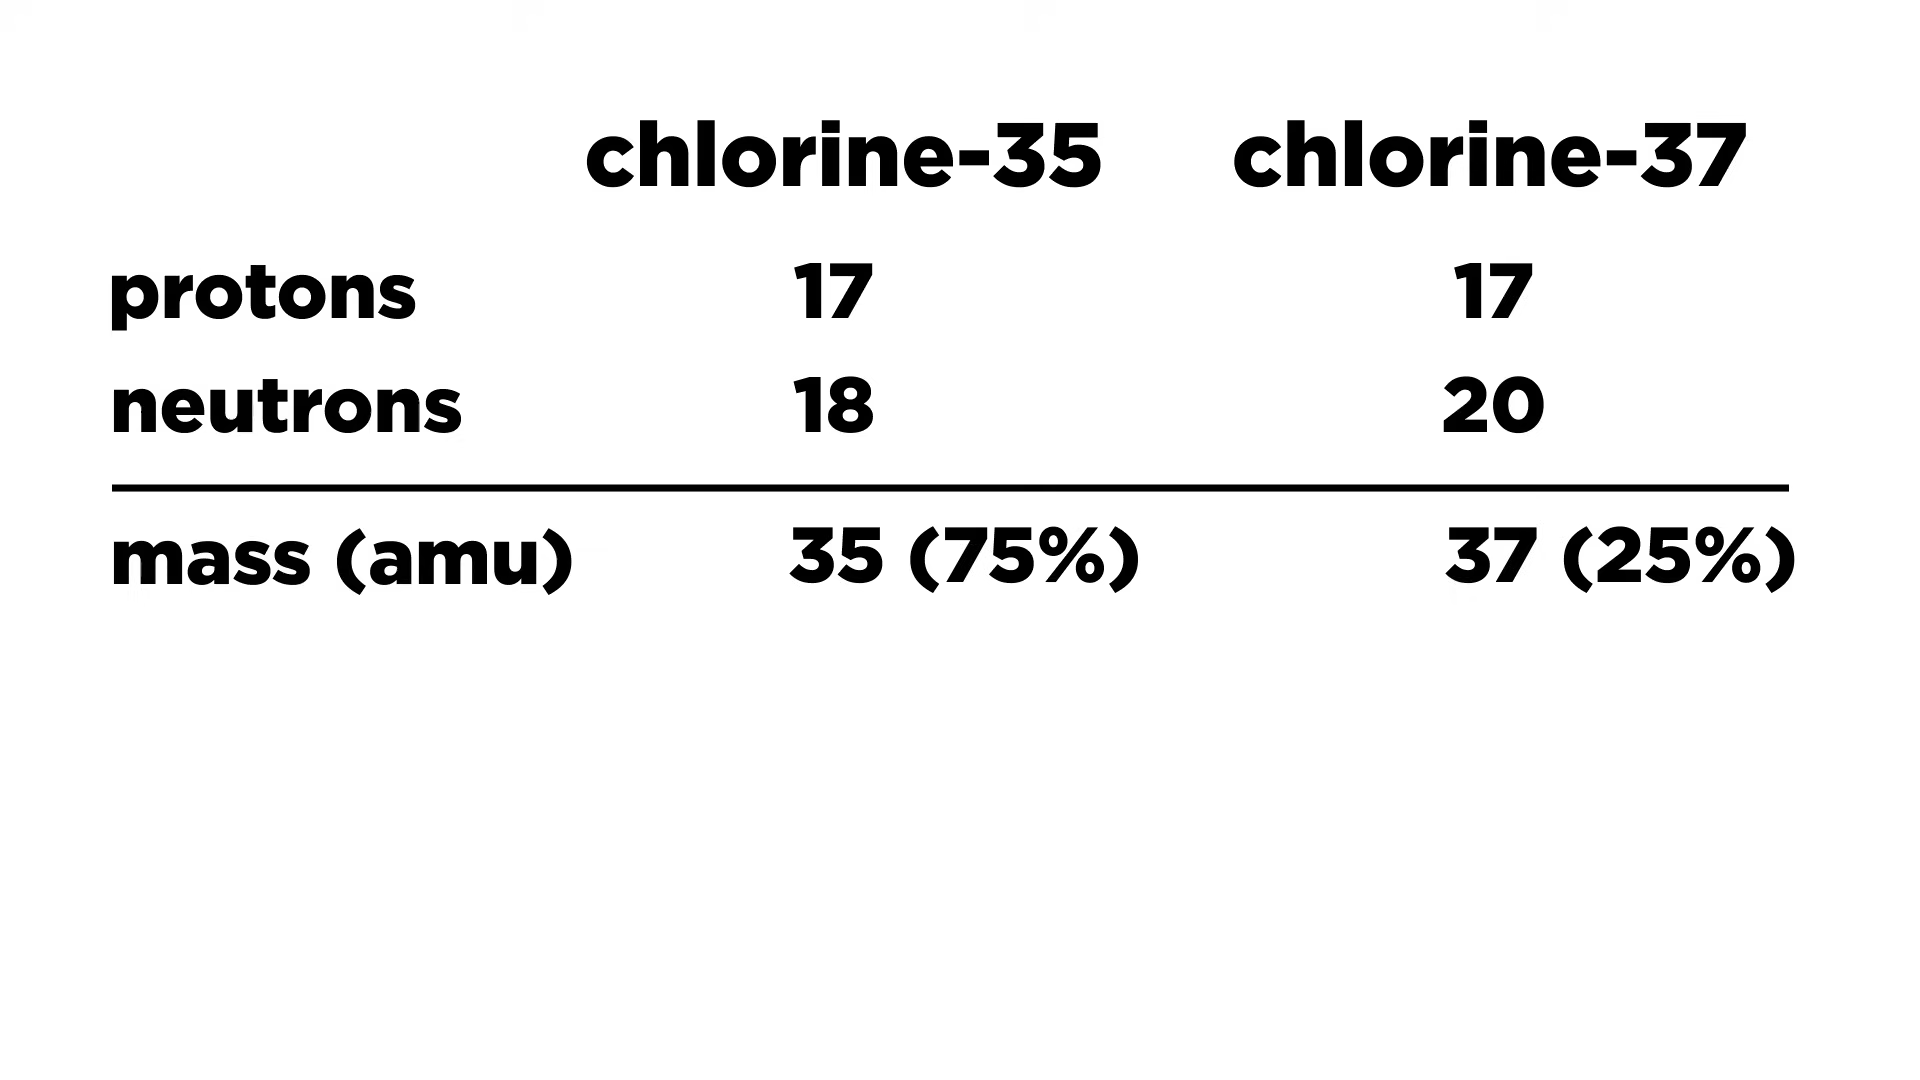 chlorine-35 chlorine-37
protons 17 17
neutrons 18 20
mass (amu) 35 (75%) 37 (25%)